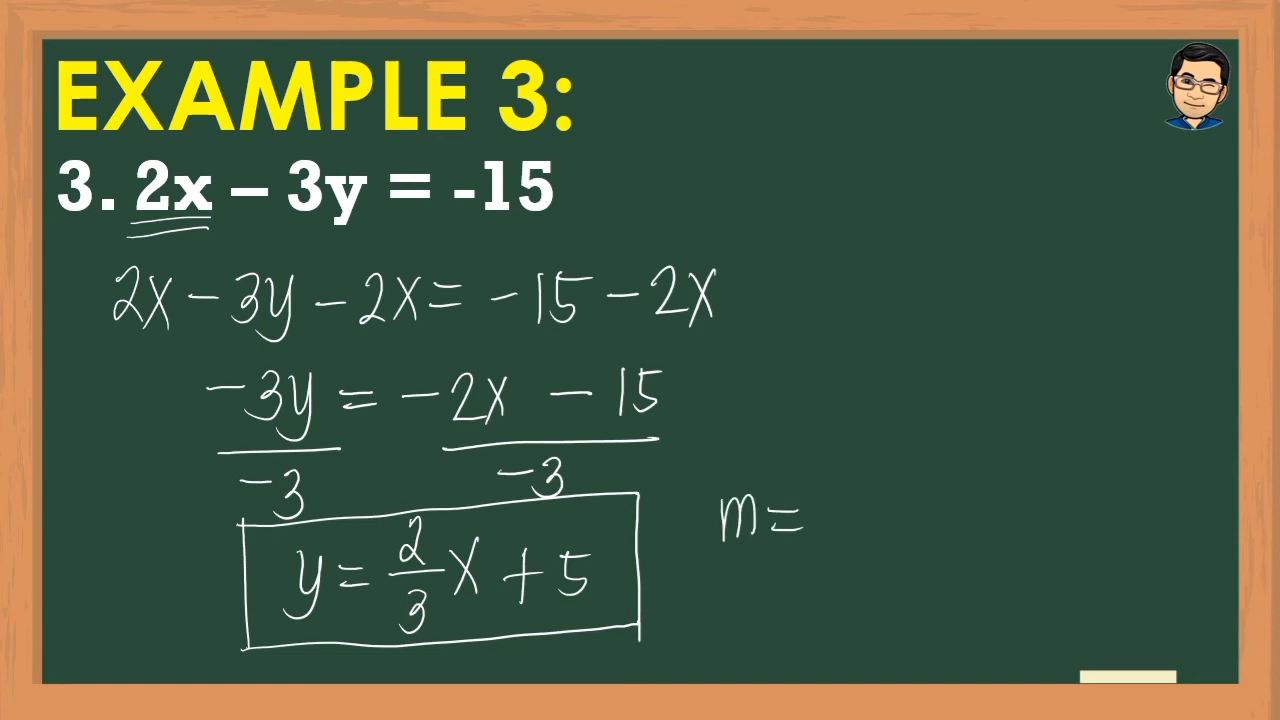 EXAMPLE 3:
3. 2x – 3y = -15
2x - 3y - 2x = -15 - 2x
-3y = -2x - 15
-3 -3
y = 2/3 x + 5
m =